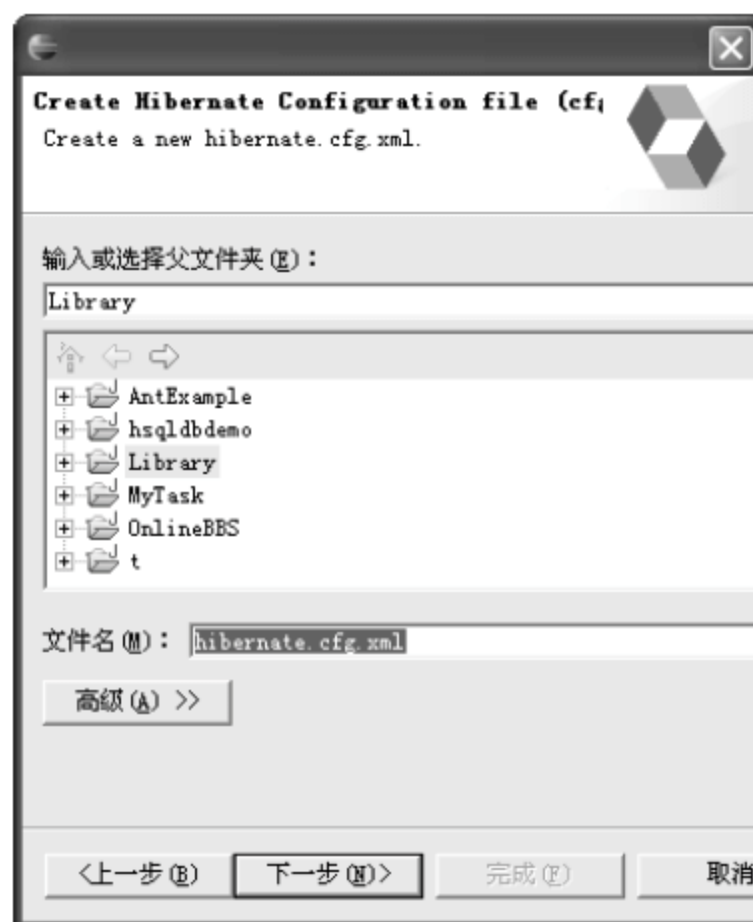 Create Hibernate Configuration file (cf
Create a new hibernate.cfg.xml.
输入或选择父文件夹(E)：
Library
AntExample
hsqldbdemo
Library
MyTask
OnlineBBS
t
文件名(M)： hibernate.cfg.xml
高级(A) >>
<上一步(B) 下一步(N)> 完成(F) 取消